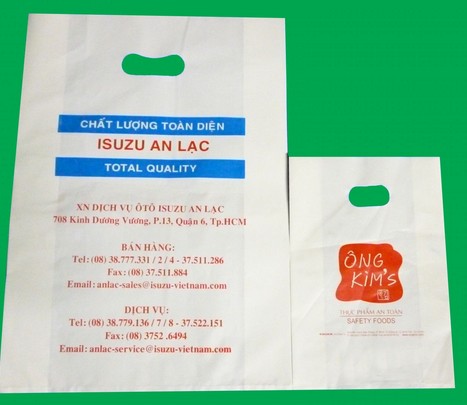 CHẤT LƯỢNG TOÀN DIỆN
ISUZU AN LẠC
TOTAL QUALITY
XN DỊCH VỤ ÔTÔ ISUZU AN LẠC
708 Kinh Dương Vương, P.13, Quận 6, Tp.HCM
BÁN HÀNG:
Tel: (08) 38.777.331 / 2 / 4 - 37.511.286
Fax: (08) 37.511.884
Email: anlac-sales@isuzu-vietnam.com
DỊCH VỤ:
Tel: (08) 38.779.136 / 7 / 8 - 37.522.151
Fax: (08) 3752 .6494
Email: anlac-service@isuzu-vietnam.com
ÔNG
KIM'S
THỰC PHẨM AN TOÀN
SAFETY FOODS